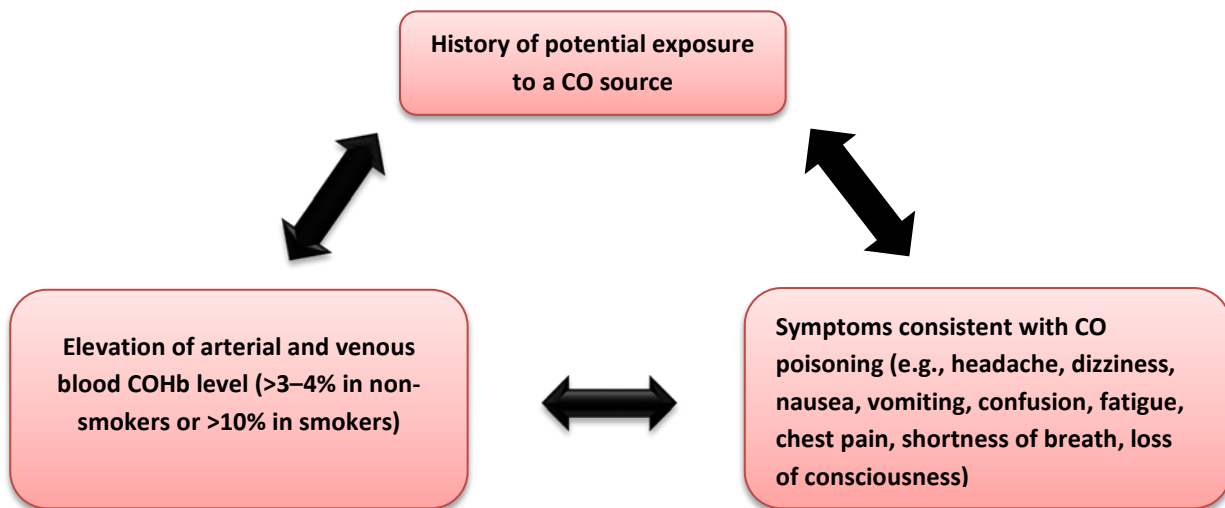 History of potential exposure
to a CO source
Elevation of arterial and venous
blood COHb level (>3–4% in non-
smokers or >10% in smokers)
Symptoms consistent with CO
poisoning (e.g., headache, dizziness,
nausea, vomiting, confusion, fatigue,
chest pain, shortness of breath, loss
of consciousness)